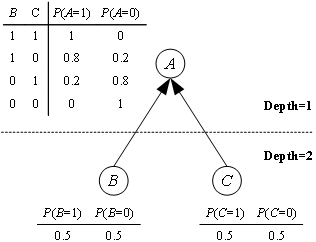 B C P(A=1) P(A=0)
1 1 1 0
1 0 0.8 0.2
0 1 0.2 0.8
0 0 0 1
A
Depth=1
Depth=2
B C
P(B=1) P(B=0) P(C=1) P(C=0)
0.5 0.5 0.5 0.5